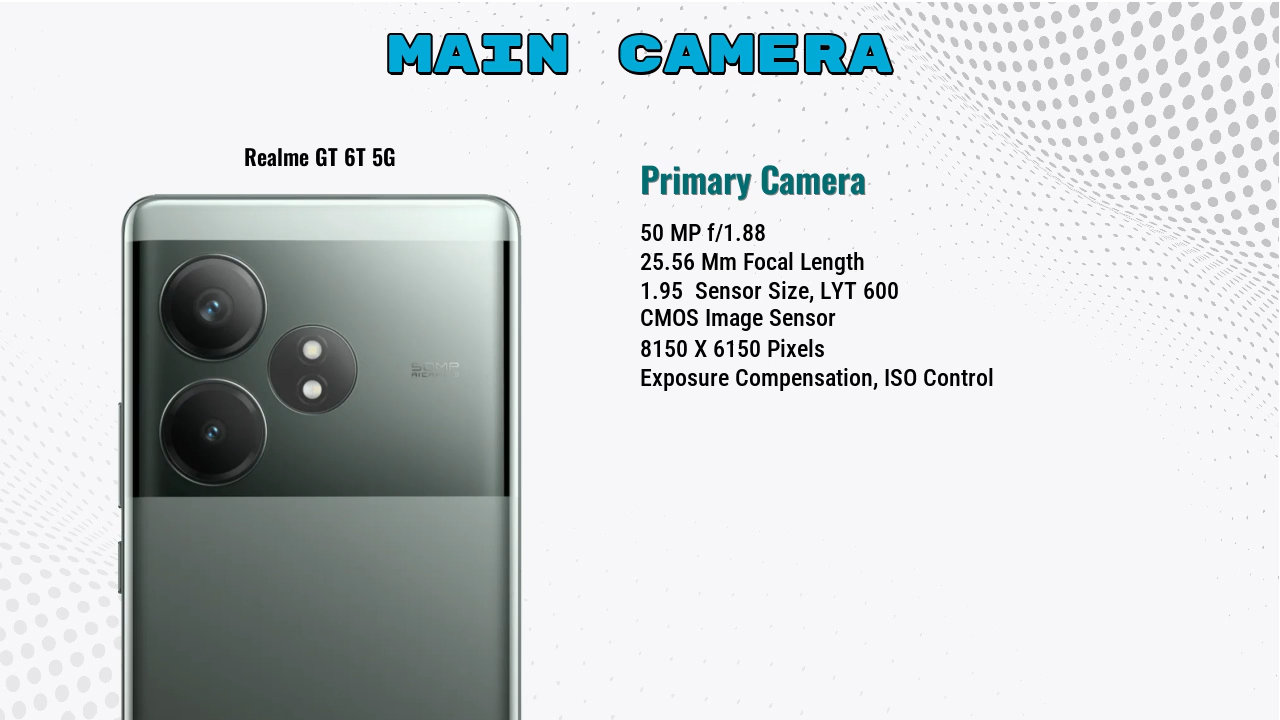 MAIN CAMERA
Realme GT 6T 5G
Primary Camera
50 MP f/1.88
25.56 Mm Focal Length
1.95  Sensor Size, LYT 600
CMOS Image Sensor
8150 X 6150 Pixels
Exposure Compensation, ISO Control
50MP